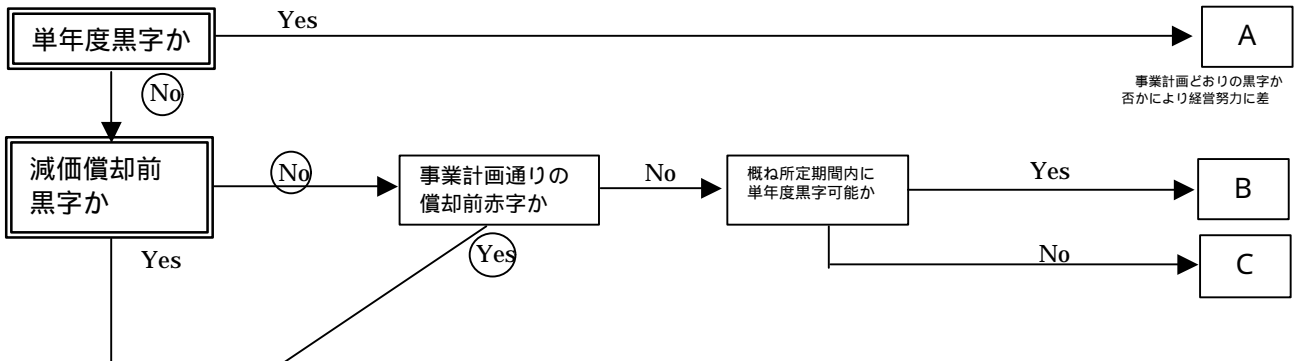 Yes
単年度黒字か
A
事業計画どおりの黒字か
否かにより経営努力に差
No
減価償却前
黒字か
No
事業計画通りの
償却前赤字か
No
概ね所定期間内に
単年度黒字可能か
Yes
B
Yes
Yes
No
C